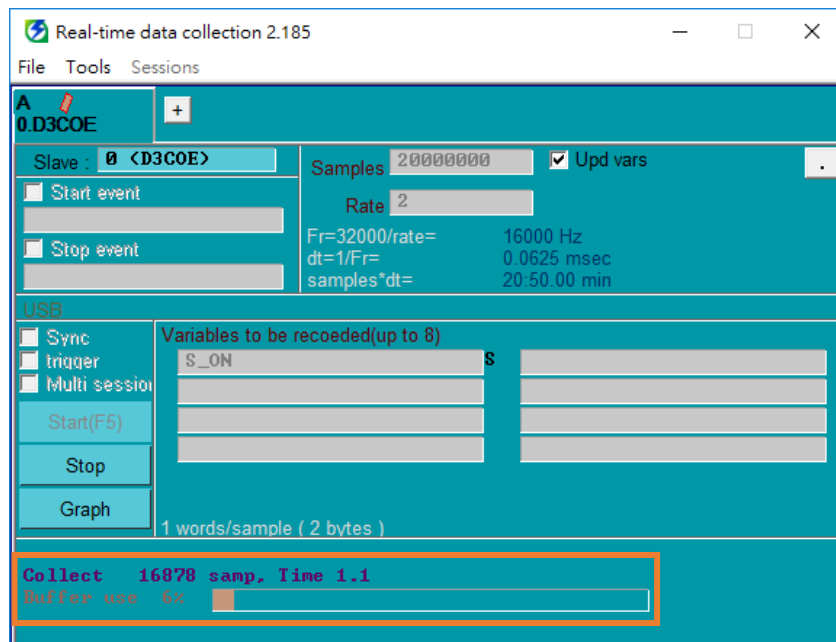 Real-time data collection 2.185
File Tools Sessions
A
0.D3COE
+
Slave : 0 (D3COE)
Start event
Stop event
Samples 20000000
Upd vars
.
Rate 2
Fr=32000/rate= 16000 Hz
dt=1/Fr= 0.0625 msec
samples*dt= 20:50.00 min
USB
Sync
trigger
Multi session
Start(F5)
Stop
Graph
Variables to be recoeded(up to 8)
S_ON S
1 words/sample ( 2 bytes )
Collect 16878 samp, Time 1.1
Buffer use 6%